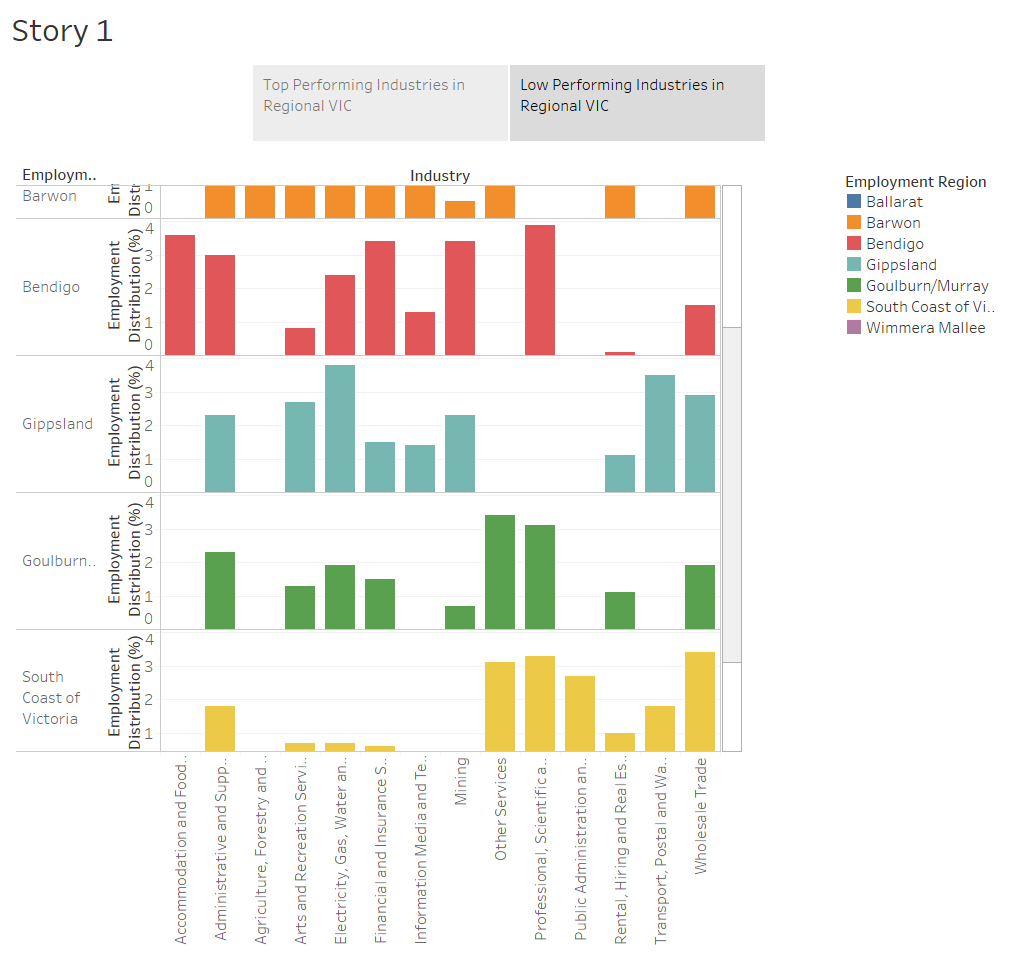 Story 1
Top Performing Industries in
Regional VIC
Low Performing Industries in
Regional VIC
Employm..
Industry
Barwon
Em
Distr
1
0
Bendigo
Employment
Distribution (%)
4
3
2
1
0
Gippsland
Employment
Distribution (%)
4
3
2
1
0
Goulburn..
Employment
Distribution (%)
4
3
2
1
0
South
Coast of
Victoria
Employment
Distribution (%)
4
3
2
1
Accommodation and Food..
Administrative and Supp..
Agriculture, Forestry and ..
Arts and Recreation Servi..
Electricity, Gas, Water an..
Financial and Insurance S..
Information Media and Te..
Mining
Other Services
Professional, Scientific a..
Public Administration an..
Rental, Hiring and Real Es..
Transport, Postal and Wa..
Wholesale Trade
Employment Region
Ballarat
Barwon
Bendigo
Gippsland
Goulburn/Murray
South Coast of Vi..
Wimmera Mallee